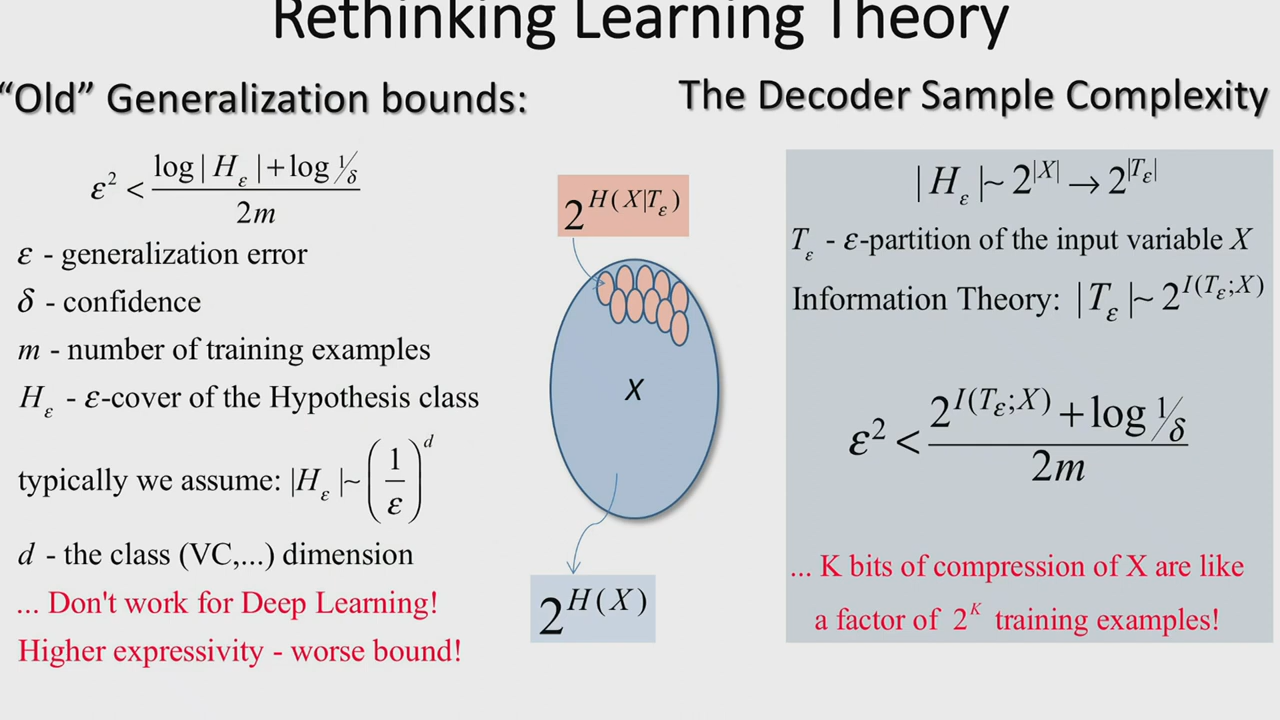 Rethinking Learning Theory
“Old” Generalization bounds:
ε² < (log|H_ε| + log 1/δ) / 2m
ε - generalization error
δ - confidence
m - number of training examples
H_ε - ε-cover of the Hypothesis class
typically we assume: |H_ε| ~ (1/ε)^d
d - the class (VC,...) dimension
... Don't work for Deep Learning!
Higher expressivity - worse bound!
2^{H(X|T_ε)}
X
2^{H(X)}
The Decoder Sample Complexity
|H_ε| ~ 2^{|X|} → 2^{|T_ε|}
T_ε - ε-partition of the input variable X
Information Theory: |T_ε| ~ 2^{I(T_ε;X)}
ε² < (2^{I(T_ε;X)} + log 1/δ) / 2m
... K bits of compression of X are like
a factor of 2^K training examples!